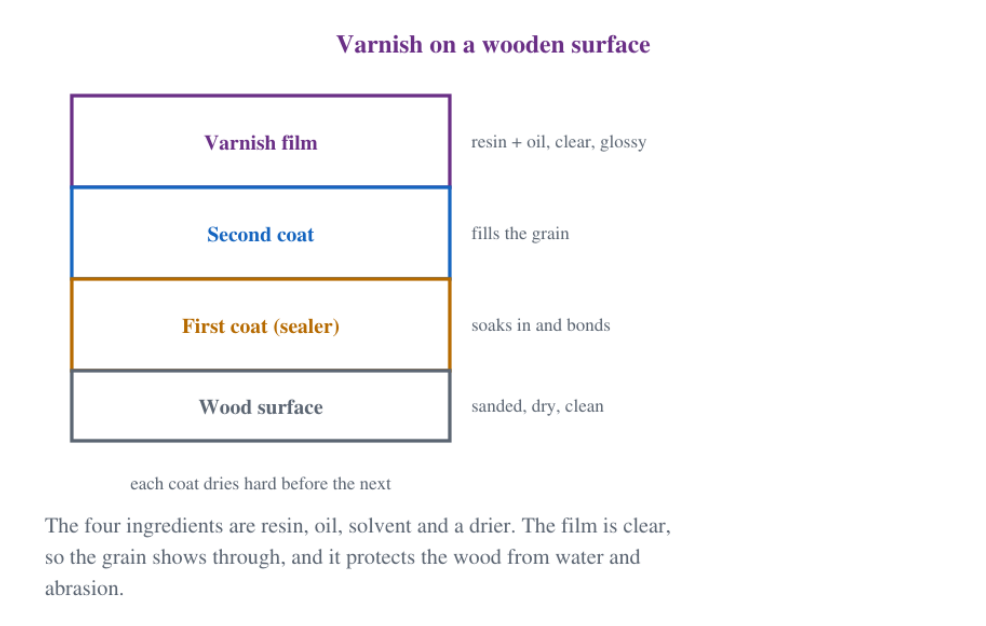 Varnish on a wooden surface
Varnish film
resin + oil, clear, glossy
Second coat
fills the grain
First coat (sealer)
soaks in and bonds
Wood surface
sanded, dry, clean
each coat dries hard before the next
The four ingredients are resin, oil, solvent and a drier. The film is clear,
so the grain shows through, and it protects the wood from water and
abrasion.